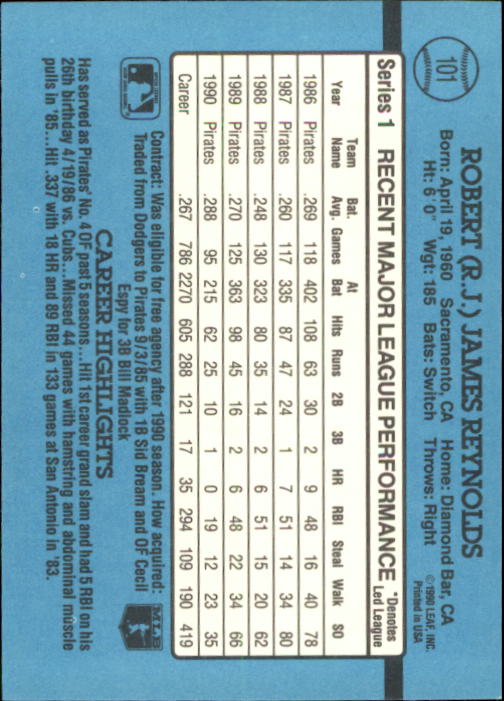 101
ROBERT (R.J.) JAMES REYNOLDS
Born: April 19, 1960 Sacramento, CA Home: Diamond Bar, CA
Ht: 6' 0" Wgt: 185 Bats: Switch Throws: Right
©1990 LEAF, INC.
Printed in USA
Series 1 RECENT MAJOR LEAGUE PERFORMANCE *Denotes Led League
Year Team Name Bat. Avg. Games At Bat Hits Runs 2B 3B HR RBI Steal Walk SO
1986 Pirates .269 118 402 108 63 30 2 9 48 16 40 78
1987 Pirates .260 117 335 87 47 24 1 7 51 14 34 80
1988 Pirates .248 130 323 80 35 14 2 6 51 15 20 62
1989 Pirates .270 125 363 98 45 16 2 6 48 22 34 66
1990 Pirates .288 95 215 62 25 10 1 0 19 12 23 35
Career .267 786 2270 605 288 121 17 35 294 109 190 419
Contract: Was eligible for free agency after 1990 season. How acquired:
Traded from Dodgers to Pirates 9/3/85 with 1B Sid Bream and OF Cecil
Espy for 3B Bill Madlock
MLB
CAREER HIGHLIGHTS
Has served as Pirates' No. 4 OF past 5 seasons... Hit 1st career grand slam and had 5 RBI on his
26th birthday 4/19/86 vs. Cubs... Missed 44 games with hamstring and abdominal muscle
pulls in '85... Hit .337 with 18 HR and 89 RBI in 133 games at San Antonio in '83.